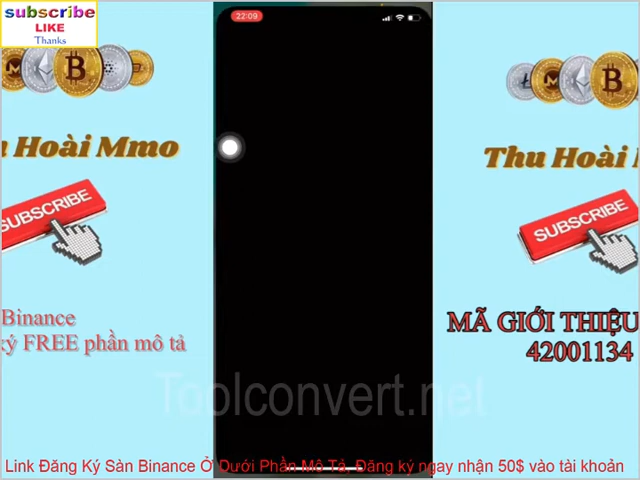 subscribe
LIKE
Thanks
22:09
Hoài Mmo
Thu Hoài
SUBSCRIBE
SUBSCRIBE
Binance
ký FREE phần mô tả
MÃ GIỚI THIỆU
42001134
Toolconvert.net
Link Đăng Ký Sàn Binance Ở Dưới Phần Mô Tả. Đăng ký ngay nhận 50$ vào tài khoản